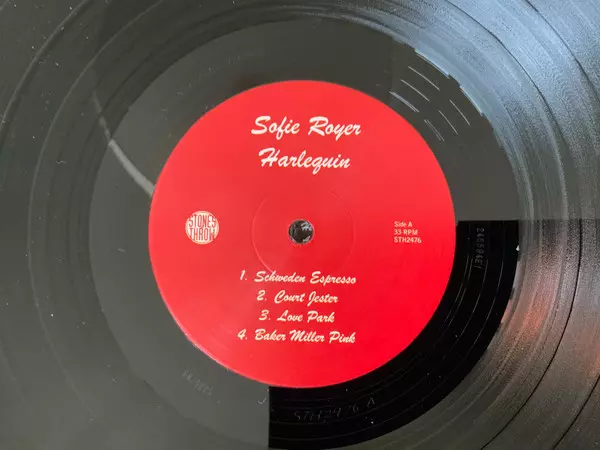 Sofie Royer
Harlequin
STONES
THROW
Side A
33 RPM
STH2476
1. Schweden Espresso
2. Court Jester
3. Love Park
4. Baker Miller Pink